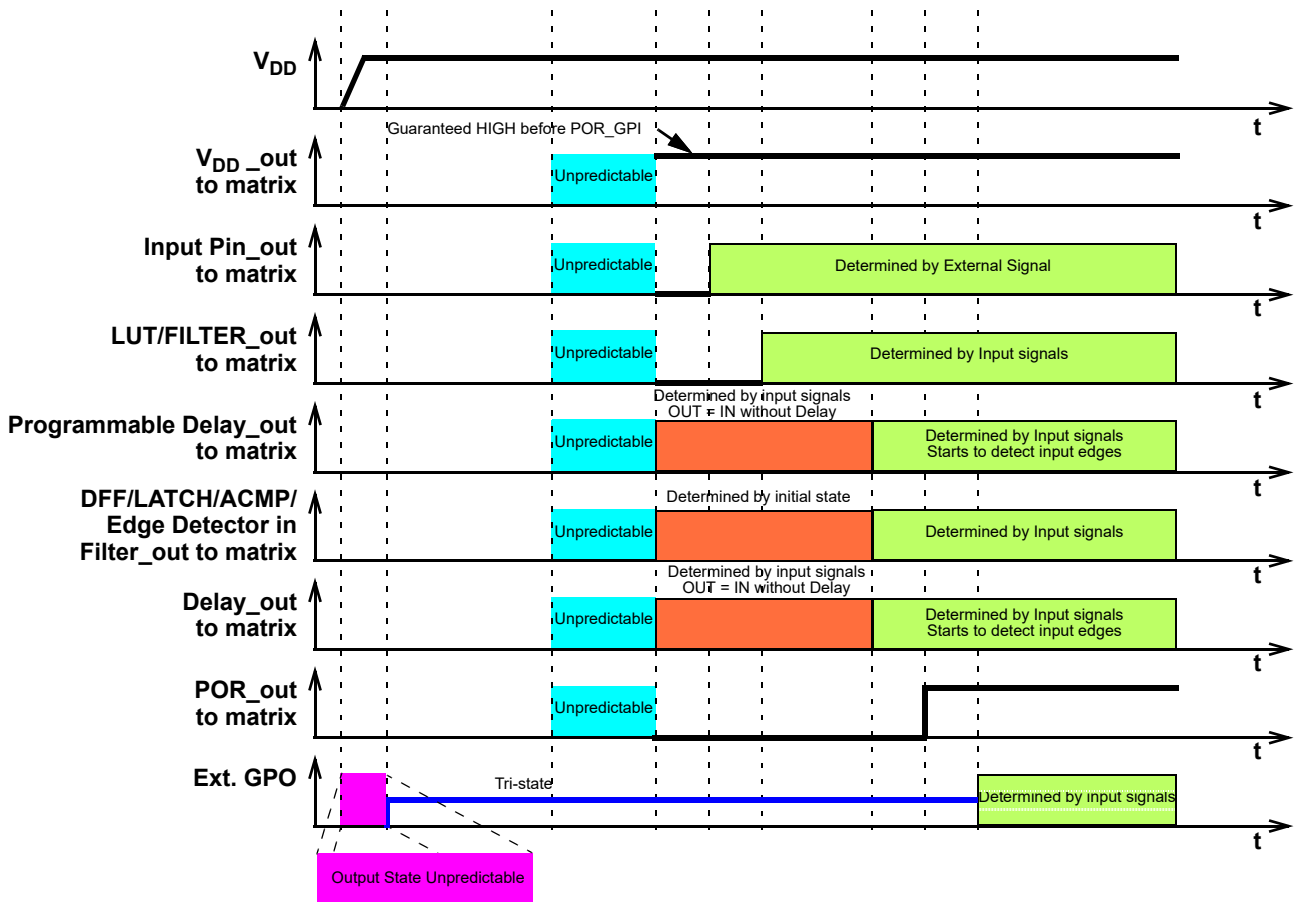 VDD
t
Guaranteed HIGH before POR_GPI
VDD _out
to matrix
Unpredictable
t
Input Pin_out
to matrix
Unpredictable
Determined by External Signal
t
LUT/FILTER_out
to matrix
Unpredictable
Determined by Input signals
t
Determined by input signals
OUT = IN without Delay
Programmable Delay_out
to matrix
Unpredictable
Determined by Input signals
Starts to detect input edges
t
DFF/LATCH/ACMP/
Edge Detector in
Filter_out to matrix
Determined by initial state
Unpredictable
Determined by Input signals
t
Determined by input signals
OUT = IN without Delay
Delay_out
to matrix
Unpredictable
Determined by Input signals
Starts to detect input edges
t
POR_out
to matrix
Unpredictable
t
Ext. GPO
Tri-state
Determined by input signals
t
Output State Unpredictable